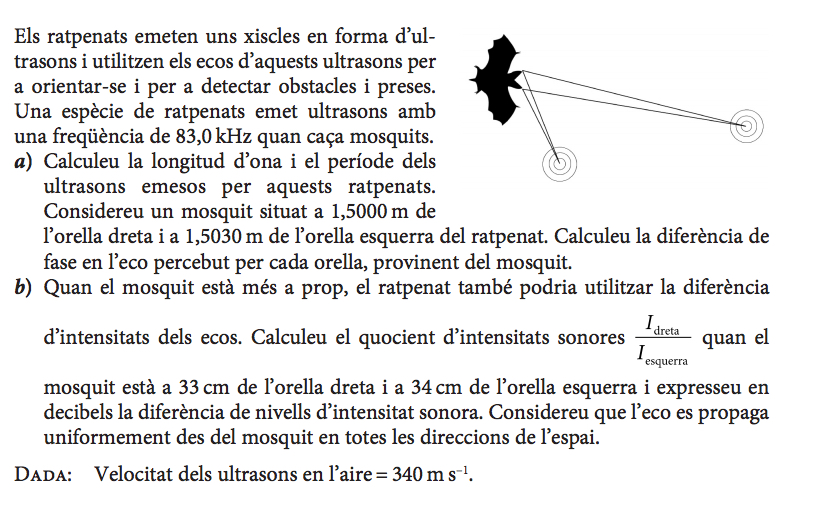 Els ratpenats emeten uns xiscles en forma d’ul-
trasons i utilitzen els ecos d’aquests ultrasons per
a orientar-se i per a detectar obstacles i preses.
Una espècie de ratpenats emet ultrasons amb
una freqüència de 83,0 kHz quan caça mosquits.
a) Calculeu la longitud d’ona i el període dels
ultrasons emesos per aquests ratpenats.
Considereu un mosquit situat a 1,5000 m de
l’orella dreta i a 1,5030 m de l’orella esquerra del ratpenat. Calculeu la diferència de
fase en l’eco percebut per cada orella, provinent del mosquit.
b) Quan el mosquit està més a prop, el ratpenat també podria utilitzar la diferència
d’intensitats dels ecos. Calculeu el quocient d’intensitats sonores I dreta / I esquerra quan el
mosquit està a 33 cm de l’orella dreta i a 34 cm de l’orella esquerra i expresseu en
decibels la diferència de nivells d’intensitat sonora. Considereu que l’eco es propaga
uniformement des del mosquit en totes les direccions de l’espai.
DADA: Velocitat dels ultrasons en l’aire = 340 m s⁻¹.